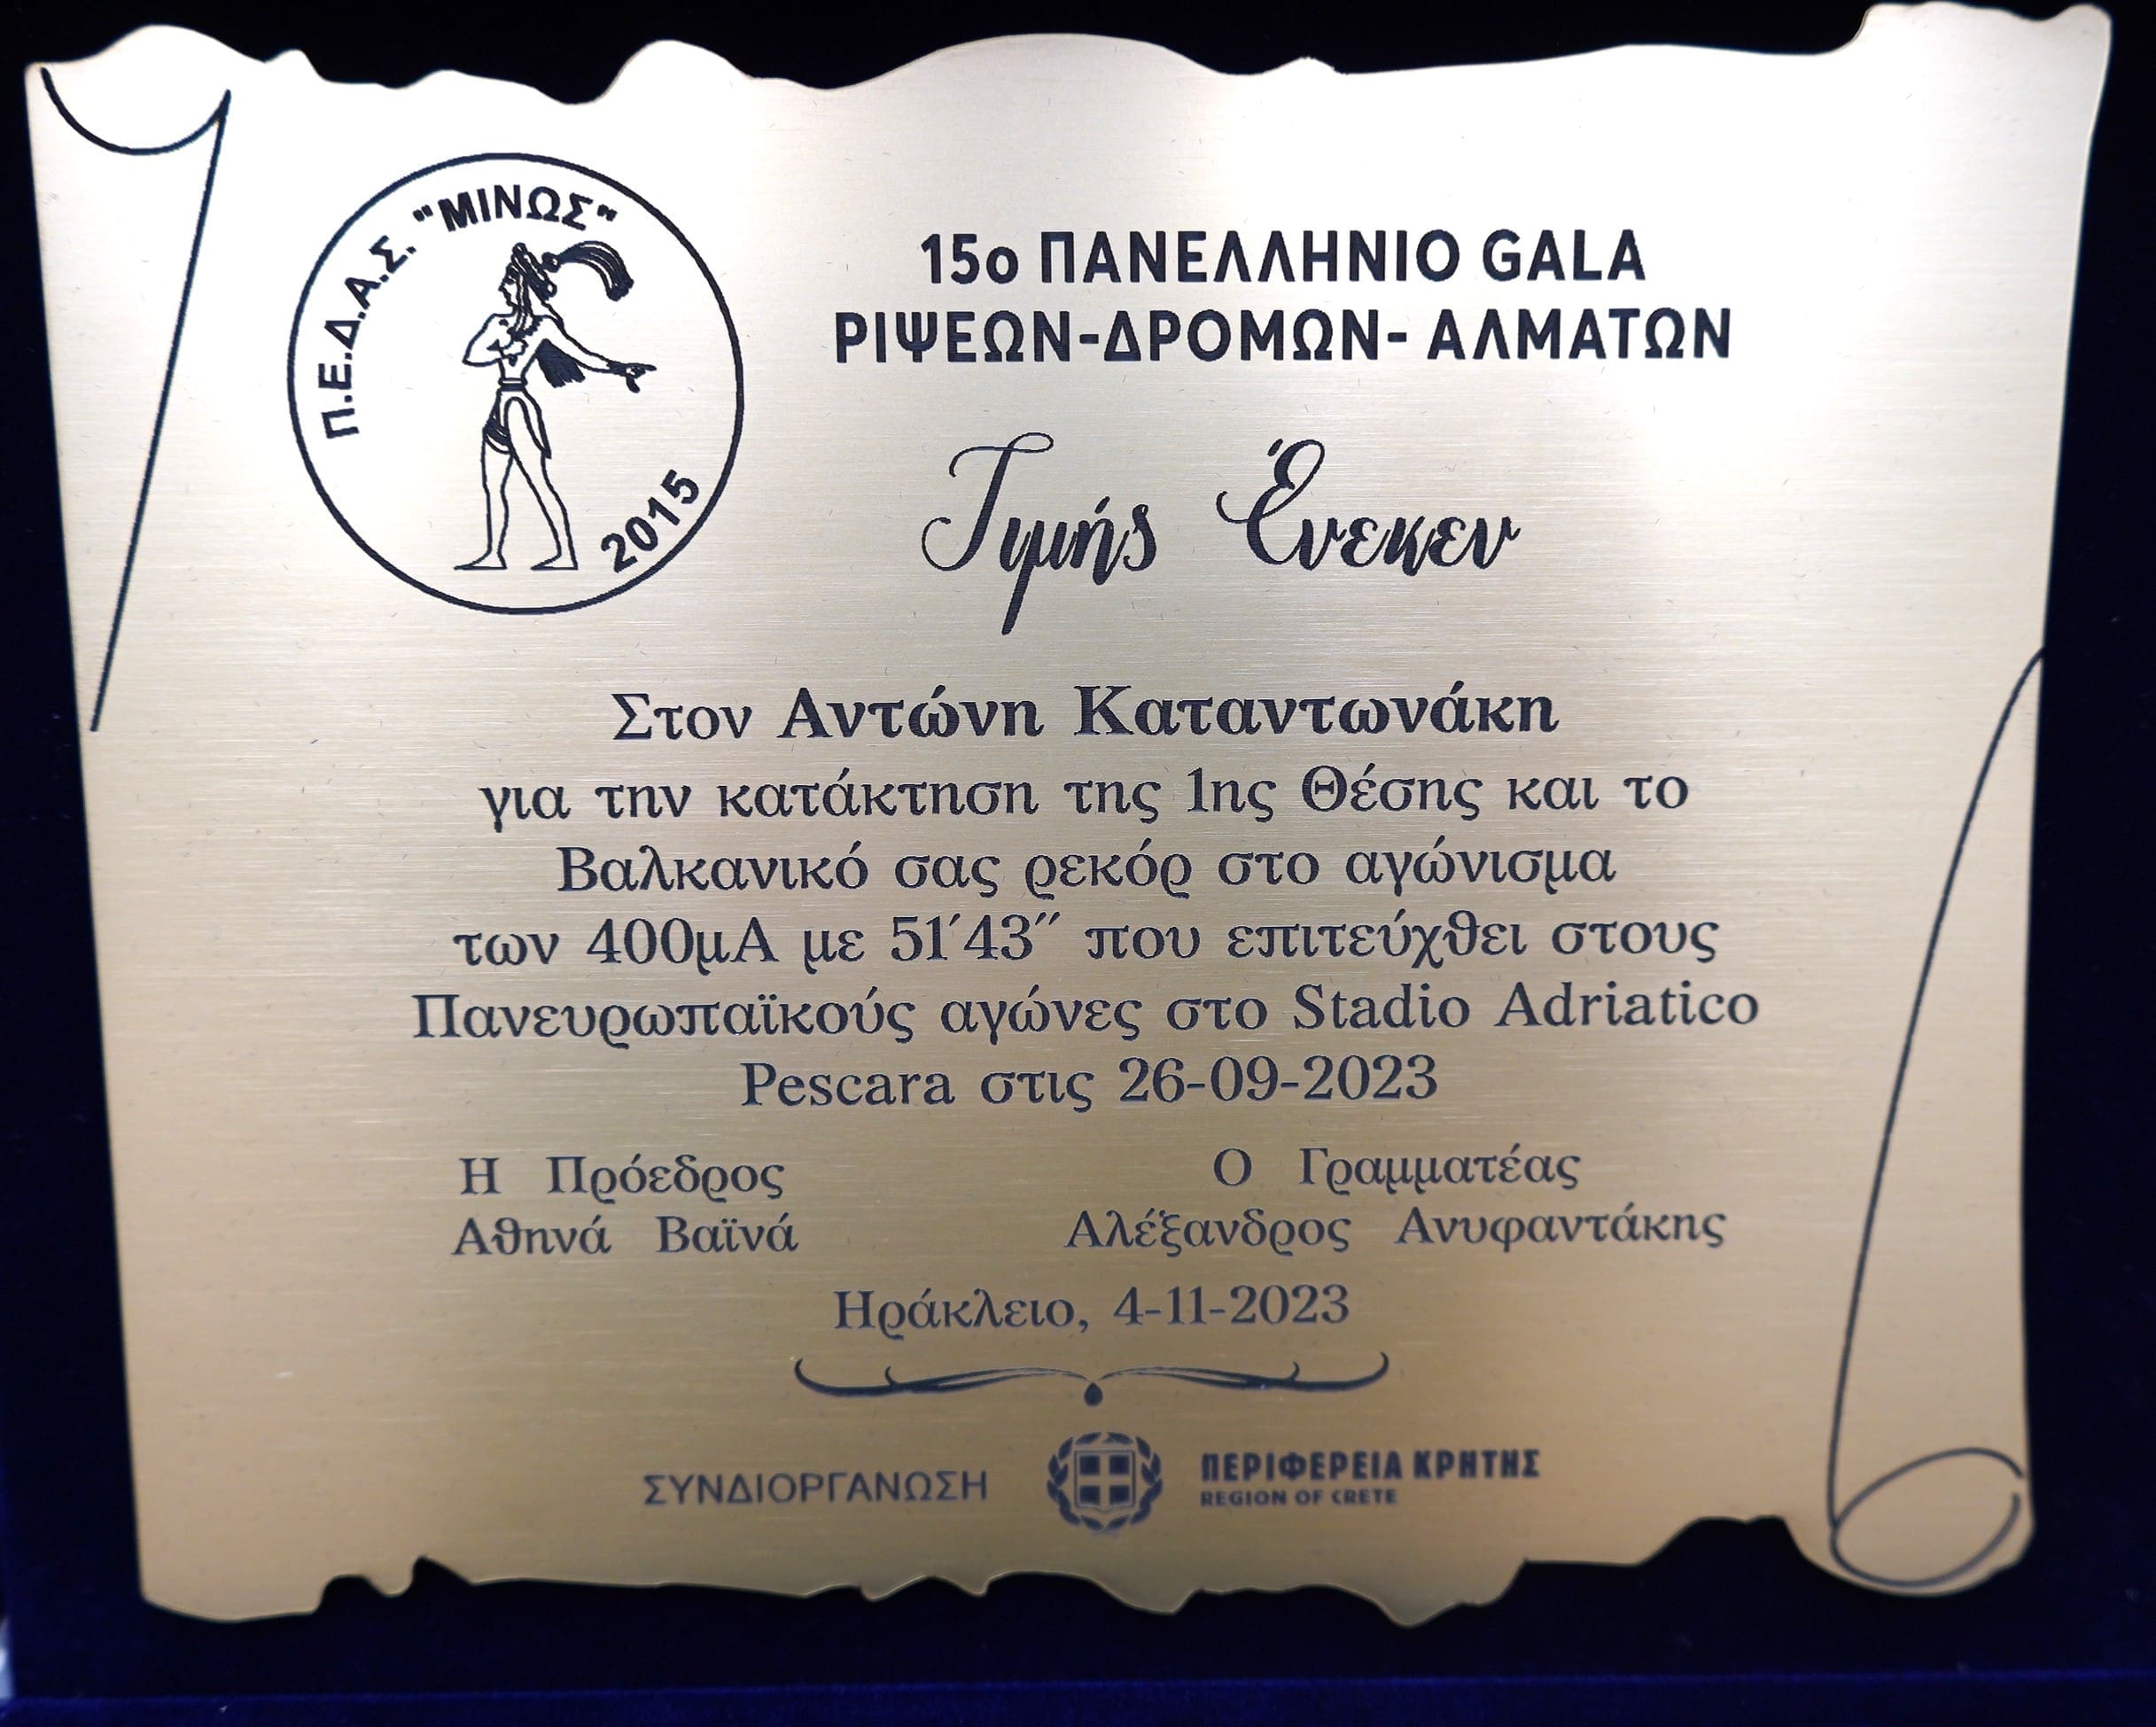 Π.Ε.Δ.Α.Σ. "ΜΙΝΩΣ"
2015
15ο ΠΑΝΕΛΛΗΝΙΟ GALA
ΡΙΨΕΩΝ-ΔΡΟΜΩΝ- ΑΛΜΑΤΩΝ
Τιμής Ένεκεν
Στον Αντώνη Καταντωνάκη
για την κατάκτηση της 1ης Θέσης και το
Βαλκανικό σας ρεκόρ στο αγώνισμα
των 400μΑ με 51΄43΄΄ που επιτεύχθει στους
Πανευρωπαϊκούς αγώνες στο Stadio Adriatico
Pescara στις 26-09-2023
Η Πρόεδρος
Αθηνά Βαϊνά
Ο Γραμματέας
Αλέξανδρος Ανυφαντάκης
Ηράκλειο, 4-11-2023
ΣΥΝΔΙΟΡΓΑΝΩΣΗ
ΠΕΡΙΦΕΡΕΙΑ ΚΡΗΤΗΣ
REGION OF CRETE